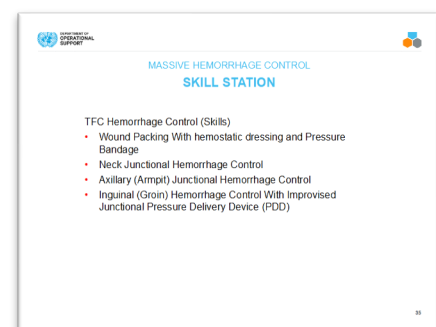 DEPARTMENT OF
OPERATIONAL
SUPPORT
MASSIVE HEMORRHAGE CONTROL
SKILL STATION
TFC Hemorrhage Control (Skills)
• Wound Packing With hemostatic dressing and Pressure
Bandage
• Neck Junctional Hemorrhage Control
• Axillary (Armpit) Junctional Hemorrhage Control
• Inguinal (Groin) Hemorrhage Control With Improvised
Junctional Pressure Delivery Device (PDD)